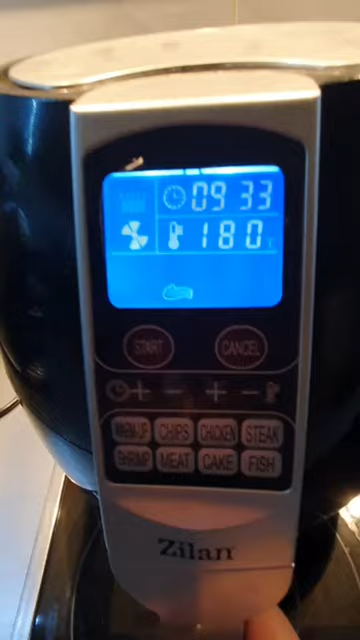 09 33
180 °C
START CANCEL
+ - + -
WARM-UP CHIPS CHICKEN STEAK
SHRIMP MEAT CAKE FISH
Zilan